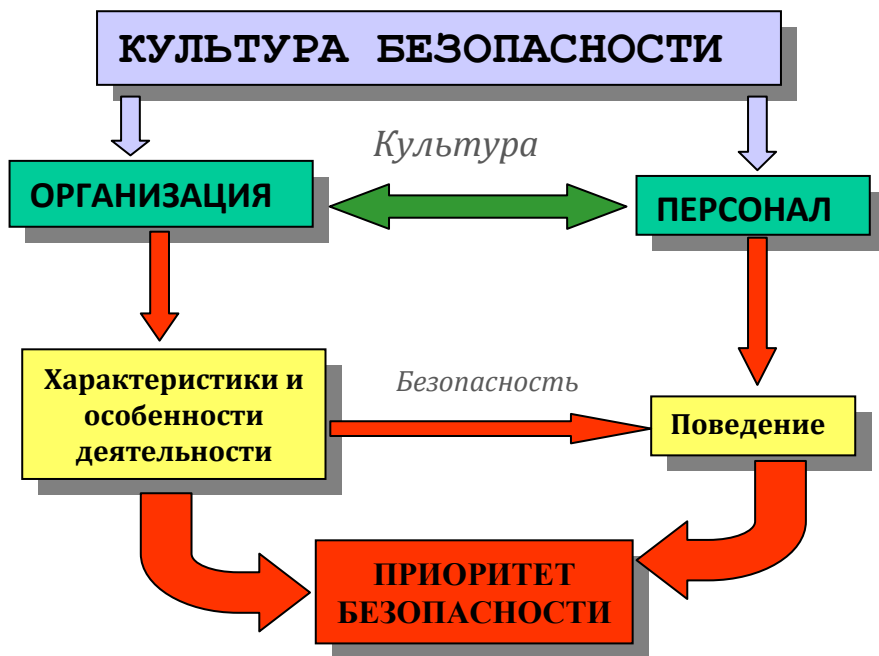 КУЛЬТУРА БЕЗОПАСНОСТИ
Культура
ОРГАНИЗАЦИЯ
ПЕРСОНАЛ
Характеристики и
особенности
деятельности
Безопасность
Поведение
ПРИОРИТЕТ
БЕЗОПАСНОСТИ